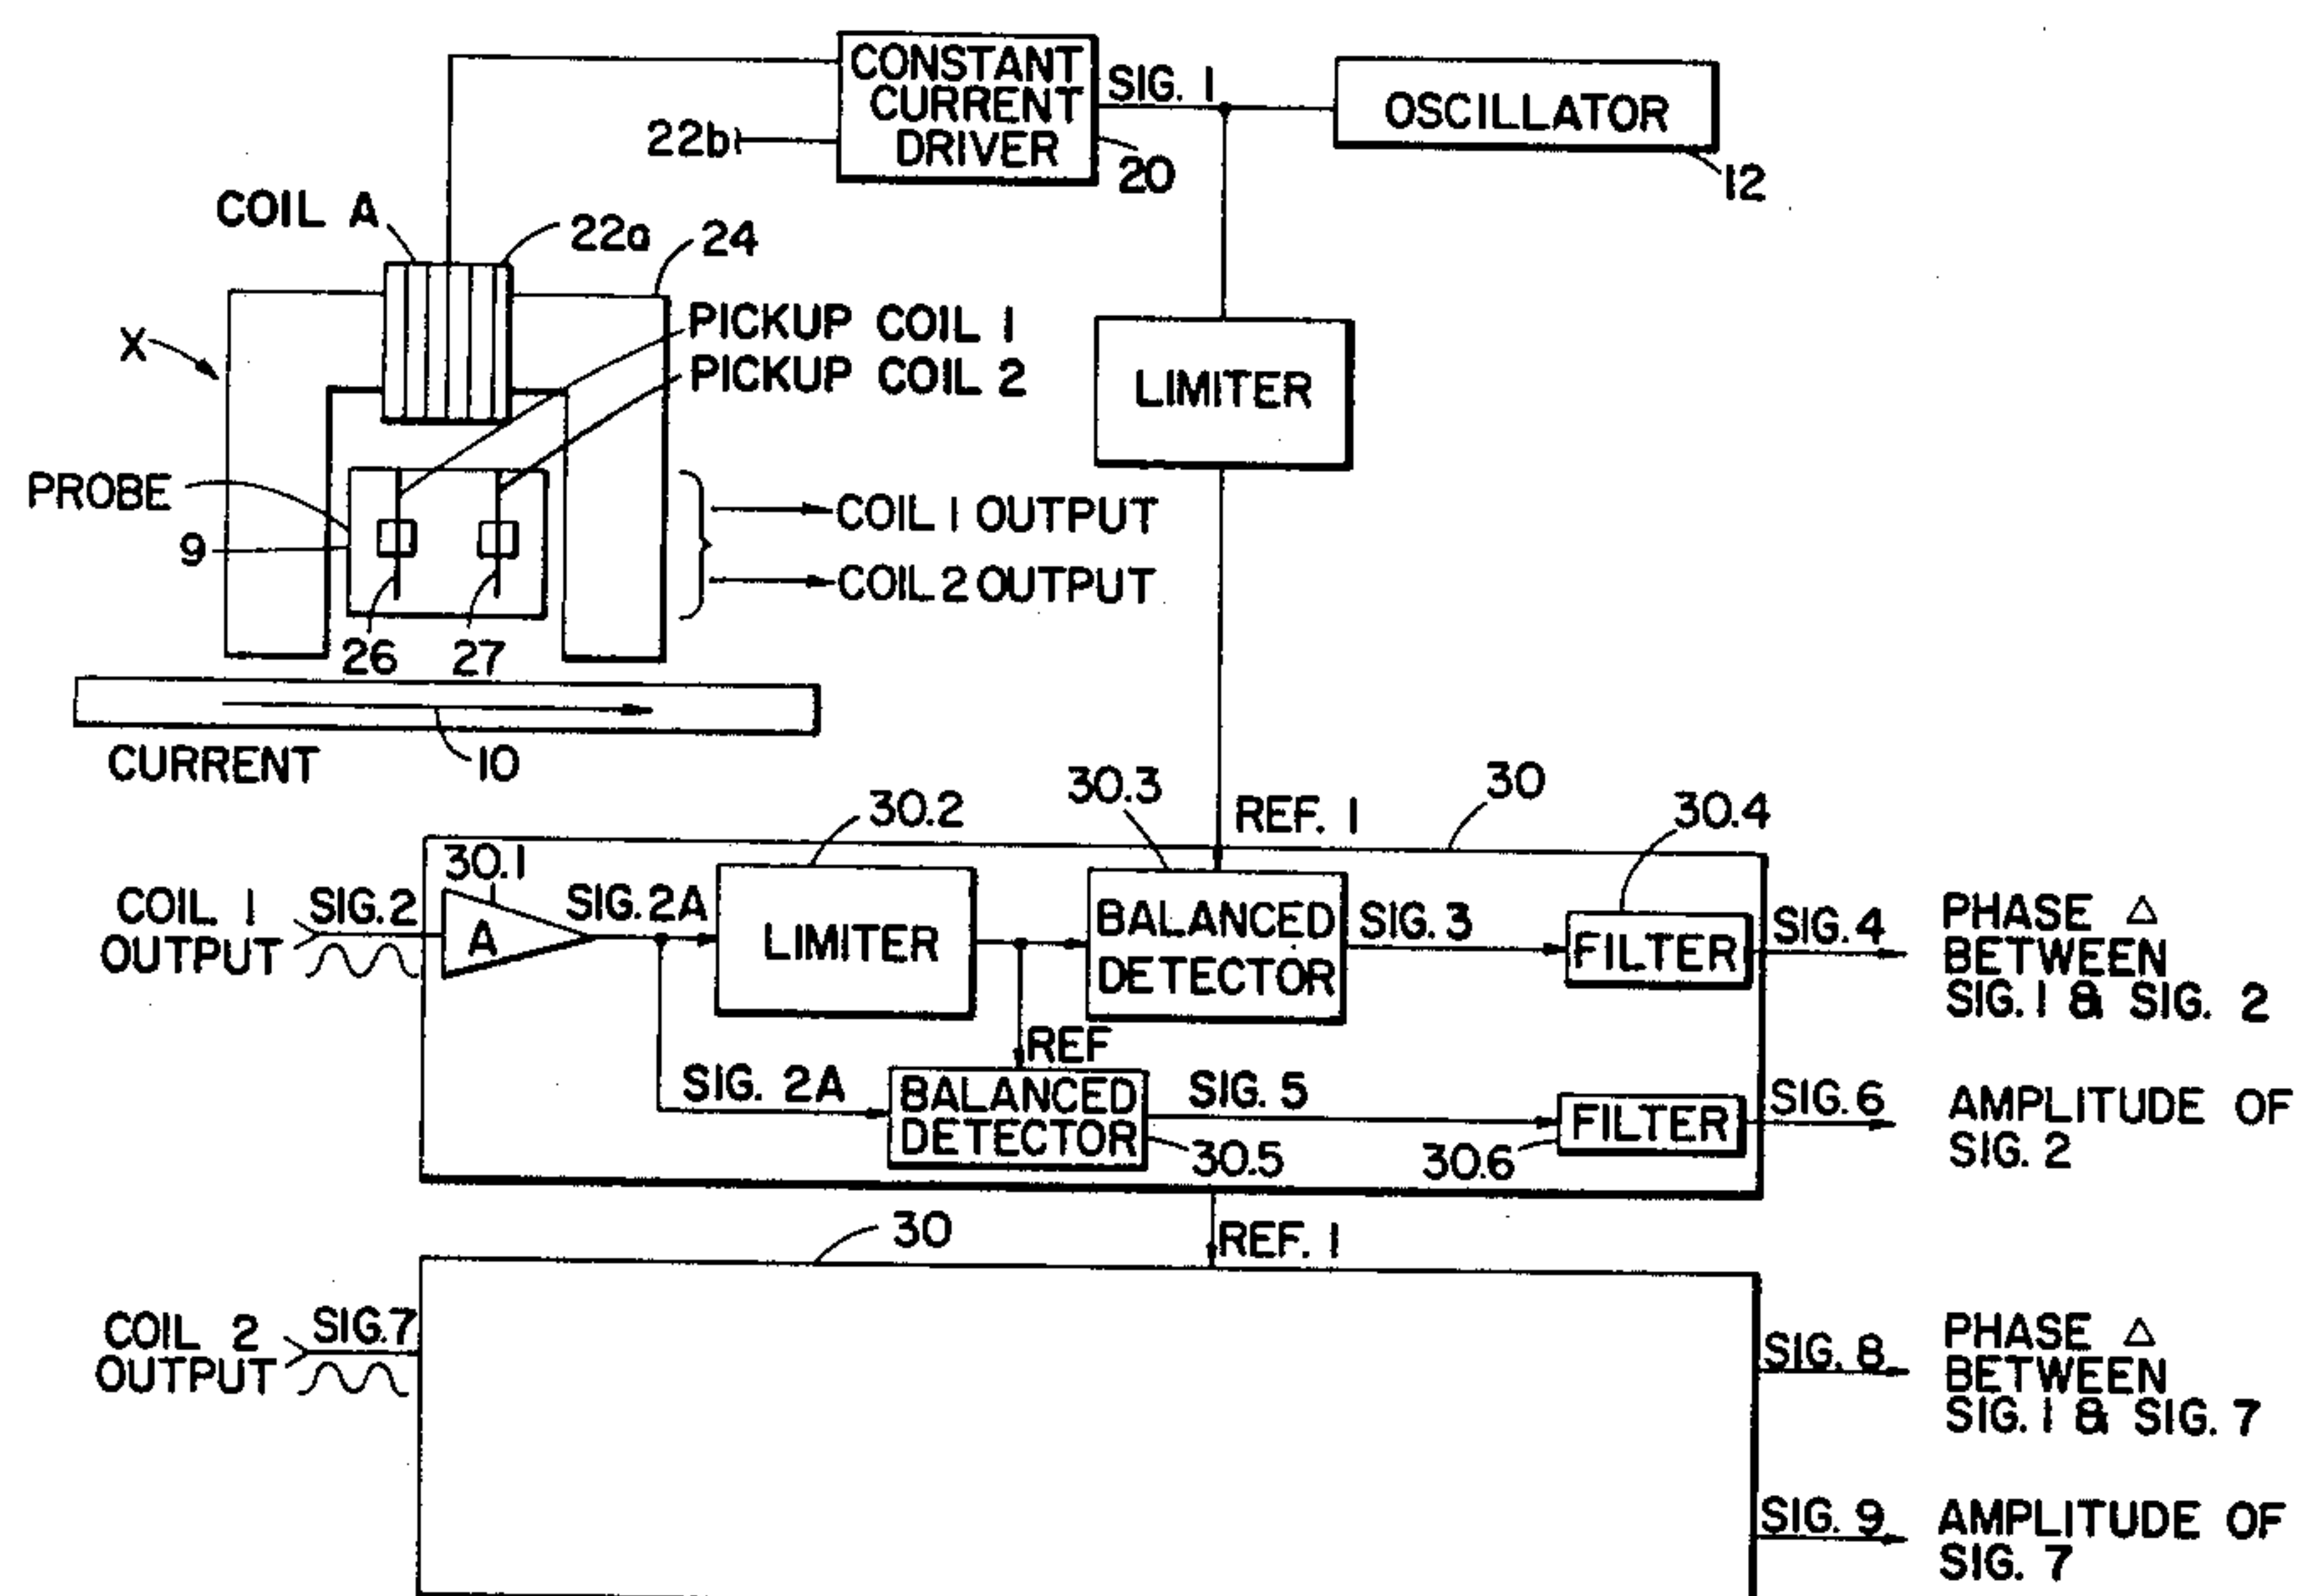 CONSTANT
CURRENT
DRIVER
SIG. 1
OSCILLATOR
22b
20
12
COIL A
22a
24
PICKUP COIL 1
PICKUP COIL 2
X
LIMITER
PROBE
9
COIL 1 OUTPUT
COIL 2 OUTPUT
26
27
CURRENT
10
30.3
REF. 1
30
30.4
30.2
30.1
COIL 1
OUTPUT
SIG.2
A
SIG.2A
LIMITER
BALANCED
DETECTOR
SIG. 3
FILTER
SIG.4
PHASE △
BETWEEN
SIG. 1 & SIG. 2
REF
SIG. 2A
BALANCED
DETECTOR
SIG. 5
30.5
30.6
FILTER
SIG.6
AMPLITUDE OF
SIG. 2
30
REF. 1
COIL 2
OUTPUT
SIG.7
SIG. 8
PHASE △
BETWEEN
SIG. 1 & SIG. 7
SIG. 9
AMPLITUDE OF
SIG. 7